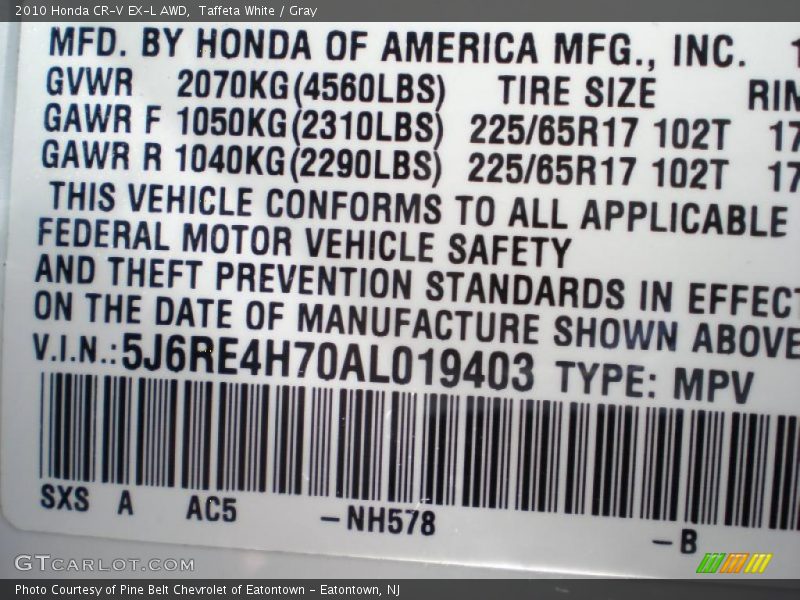 2010 Honda CR-V EX-L AWD,  Taffeta White / Gray
MFD. BY HONDA OF AMERICA MFG., INC.
GVWR 2070KG(4560LBS) TIRE SIZE RIM
GAWR F 1050KG(2310LBS) 225/65R17 102T 17
GAWR R 1040KG(2290LBS) 225/65R17 102T 17
THIS VEHICLE CONFORMS TO ALL APPLICABLE
FEDERAL MOTOR VEHICLE SAFETY
AND THEFT PREVENTION STANDARDS IN EFFECT
ON THE DATE OF MANUFACTURE SHOWN ABOVE
V.I.N.:5J6RE4H70AL019403 TYPE: MPV
SXS A AC5 -NH578 -B
GTCARLOT.COM
Photo Courtesy of Pine Belt Chevrolet of Eatontown - Eatontown, NJ